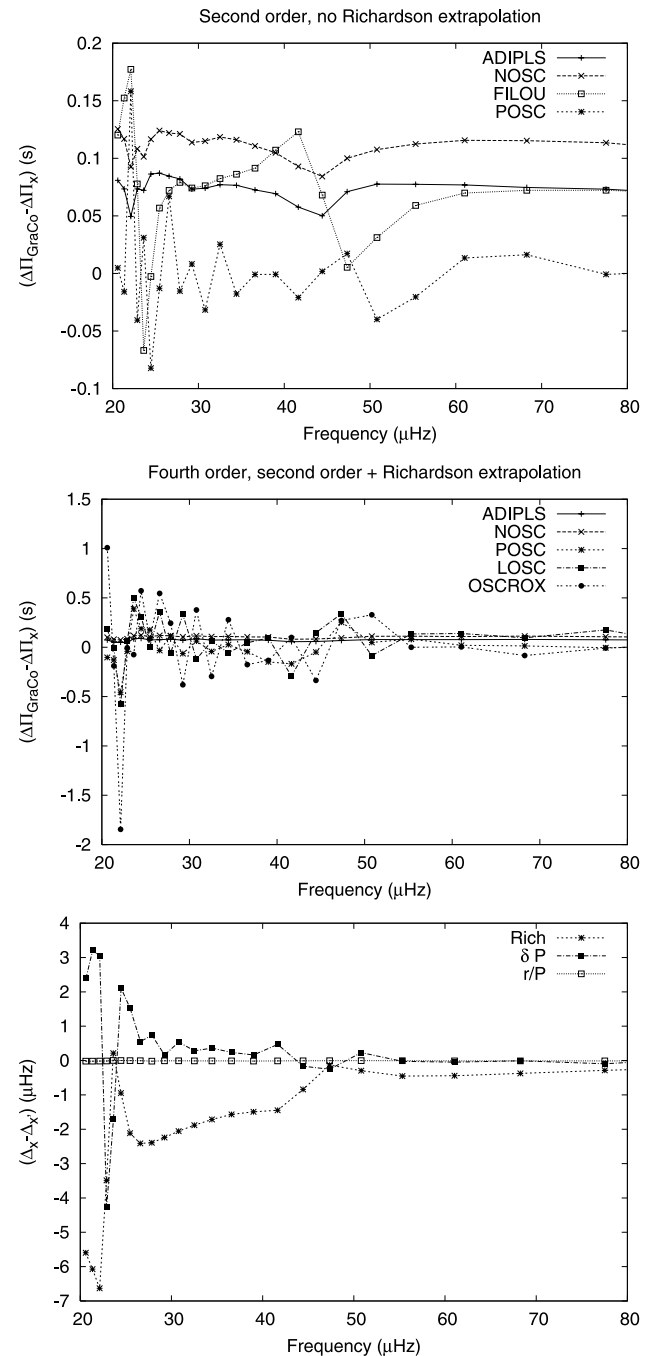 Second order, no Richardson extrapolation
ADIPLS
NOSC
FILOU
POSC
0.2
0.15
0.1
0.05
0
-0.05
-0.1
(ΔΠGraCo-ΔΠX) (s)
20 30 40 50 60 70 80
Frequency (μHz)
Fourth order, second order + Richardson extrapolation
ADIPLS
NOSC
POSC
LOSC
OSCROX
1.5
1
0.5
0
-0.5
-1
-1.5
-2
(ΔΠGraCo-ΔΠX) (s)
20 30 40 50 60 70 80
Frequency (μHz)
Rich
δ P
r/P
4
3
2
1
0
-1
-2
-3
-4
-5
-6
-7
(ΔX-ΔX') (μHz)
20 30 40 50 60 70 80
Frequency (μHz)